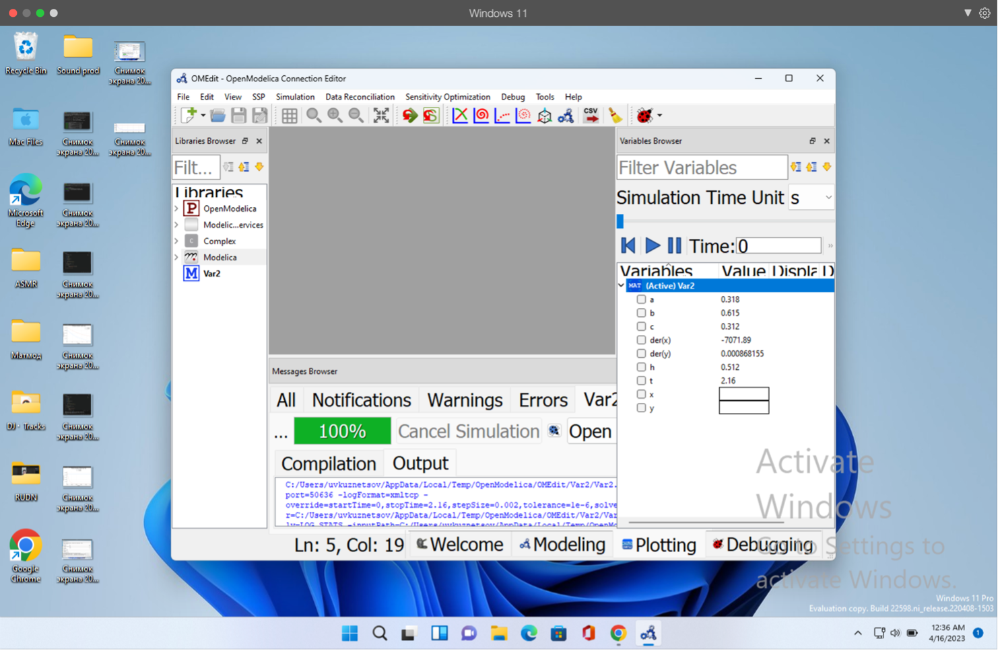 Windows 11
Recycle Bin
Sound prod
Снимок
экрана 20...
Mac Files
Снимок
экрана 20...
Снимок
экрана 20...
Microsoft
Edge
Снимок
экрана 20...
ASMR
Снимок
экрана 20...
Матмод
Снимок
экрана 20...
DJ - Tracks
Снимок
экрана 20...
RUDN
Снимок
экрана 20...
Google
Chrome
Снимок
экрана 20...
OMEdit - OpenModelica Connection Editor
File Edit View SSP Simulation Data Reconciliation Sensitivity Optimization Debug Tools Help
CSV
Libraries Browser
Filt...
Libraries
P OpenModelica
Modelic...ervices
C Complex
Modelica
M Var2
Messages Browser
All Notifications Warnings Errors Var2
... 100% Cancel Simulation Open
Compilation Output
C:/Users/uvkuznetsov/AppData/Local/Temp/OpenModelica/OMEdit/Var2/Var2.
port=50636 -logFormat=xmltcp -
override=startTime=0,stopTime=2.16,stepSize=0.002,tolerance=1e-6,solve
r=C:/Users/uvkuznetsov/AppData/Local/Temp/OpenModelica/OMEdit/Var2/Var
lv=LOG_STATS -inputPath=C:/Users/uvkuznetsov/AppData/Local/Temp/OpenMo
Variables Browser
Filter Variables
Simulation Time Unit s
Time: 0 »
Variables Value Displa D
MAT (Active) Var2
a 0.318
b 0.615
c 0.312
der(x) -7071.89
der(y) 0.000868155
h 0.512
t 2.16
x
y
Ln: 5, Col: 19 Welcome Modeling Plotting Debugging
Activate
Windows
Go to Settings to
activate Windows.
Windows 11 Pro
Evaluation copy. Build 22598.ni_release.220408-1503
12:36 AM
4/16/2023
1